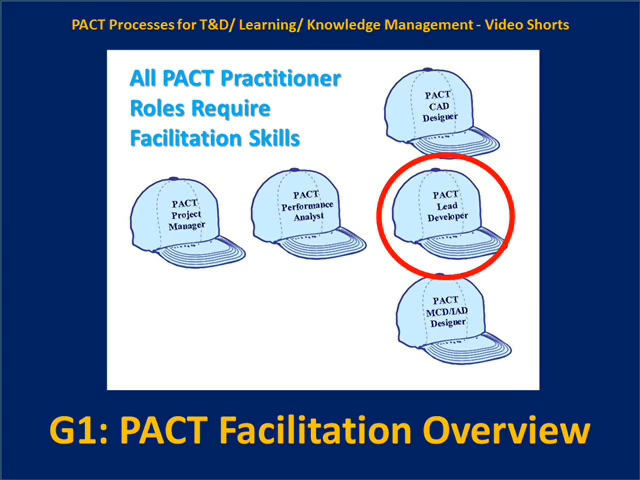 PACT Processes for T&D/ Learning/ Knowledge Management - Video Shorts
All PACT Practitioner
Roles Require
Facilitation Skills
PACT
CAD
Designer
PACT
Project
Manager
PACT
Performance
Analyst
PACT
Lead
Developer
PACT
MCD/IAD
Designer
G1: PACT Facilitation Overview